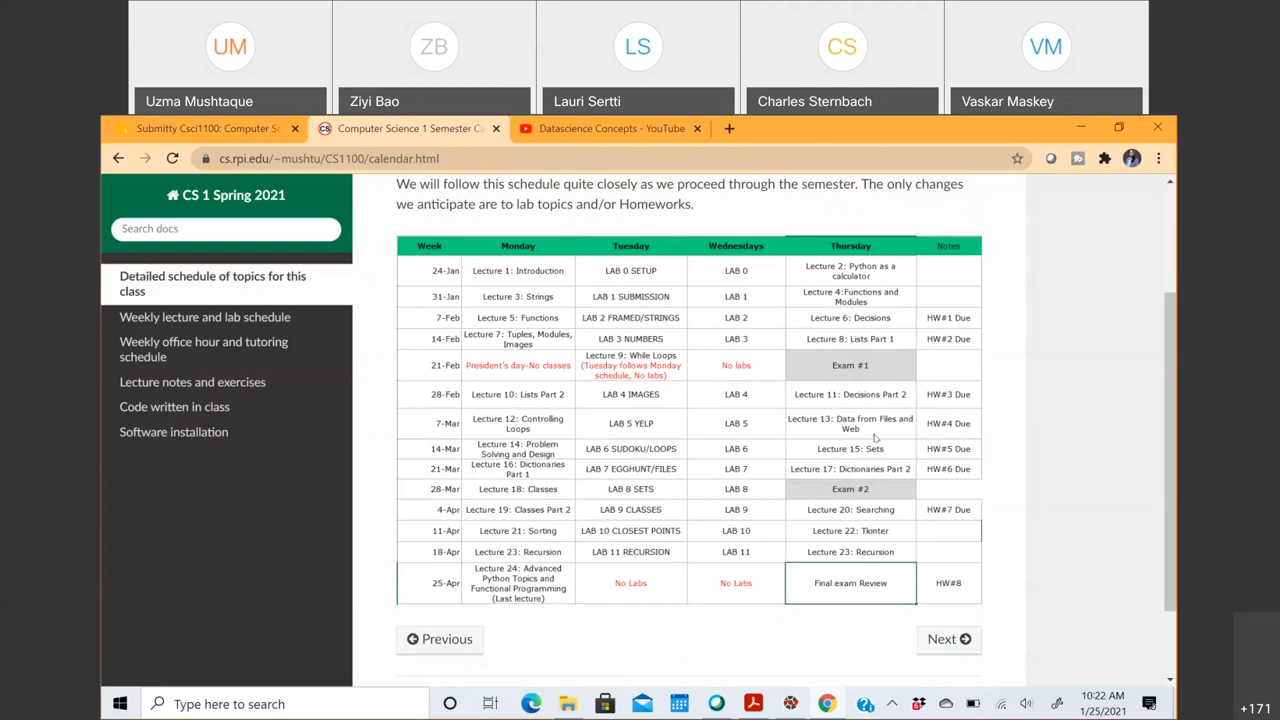 UM
ZB
LS
CS
VM
Uzma Mushtaque
Ziyi Bao
Lauri Sertti
Charles Sternbach
Vaskar Maskey
Submitty Csci1100: Computer Sc
Computer Science 1 Semester Ca
Datascience Concepts - YouTube
cs.rpi.edu/~mushtu/CS1100/calendar.html
CS 1 Spring 2021
Search docs
Detailed schedule of topics for this
class
Weekly lecture and lab schedule
Weekly office hour and tutoring
schedule
Lecture notes and exercises
Code written in class
Software installation
We will follow this schedule quite closely as we proceed through the semester. The only changes
we anticipate are to lab topics and/or Homeworks.
Week Monday Tuesday Wednesdays Thursday Notes
24-Jan Lecture 1: Introduction LAB 0 SETUP LAB 0 Lecture 2: Python as a
calculator
31-Jan Lecture 3: Strings LAB 1 SUBMISSION LAB 1 Lecture 4:Functions and
Modules
7-Feb Lecture 5: Functions LAB 2 FRAMED/STRINGS LAB 2 Lecture 6: Decisions HW#1 Due
14-Feb Lecture 7: Tuples, Modules,
Images LAB 3 NUMBERS LAB 3 Lecture 8: Lists Part 1 HW#2 Due
21-Feb President's day-No classes Lecture 9: While Loops
(Tuesday follows Monday
schedule, No labs) No labs Exam #1
28-Feb Lecture 10: Lists Part 2 LAB 4 IMAGES LAB 4 Lecture 11: Decisions Part 2 HW#3 Due
7-Mar Lecture 12: Controlling
Loops LAB 5 YELP LAB 5 Lecture 13: Data from Files and
Web HW#4 Due
14-Mar Lecture 14: Problem
Solving and Design LAB 6 SUDOKU/LOOPS LAB 6 Lecture 15: Sets HW#5 Due
21-Mar Lecture 16: Dictionaries
Part 1 LAB 7 EGGHUNT/FILES LAB 7 Lecture 17: Dictionaries Part 2 HW#6 Due
28-Mar Lecture 18: Classes LAB 8 SETS LAB 8 Exam #2
4-Apr Lecture 19: Classes Part 2 LAB 9 CLASSES LAB 9 Lecture 20: Searching HW#7 Due
11-Apr Lecture 21: Sorting LAB 10 CLOSEST POINTS LAB 10 Lecture 22: Tkinter
18-Apr Lecture 23: Recursion LAB 11 RECURSION LAB 11 Lecture 23: Recursion
25-Apr Lecture 24: Advanced
Python Topics and
Functional Programming
(Last lecture) No Labs No Labs Final exam Review HW#8
Previous
Next
Type here to search
10:22 AM
1/25/2021
+171